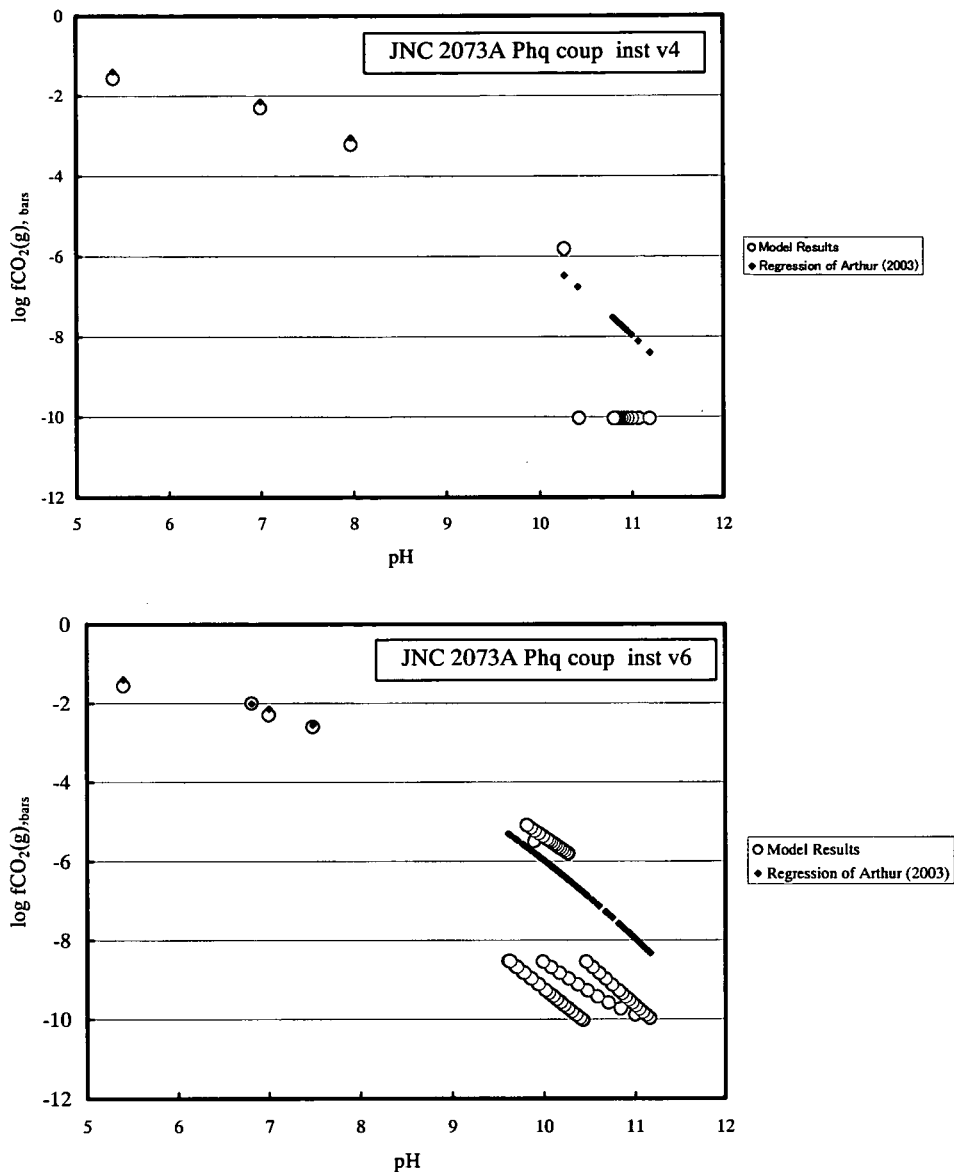 JNC 2073A Phq coup inst v4
0
-2
-4
-6
-8
-10
-12
log fCO₂(g), bars
5 6 7 8 9 10 11 12
pH
Model Results
Regression of Arthur (2003)
JNC 2073A Phq coup inst v6
0
-2
-4
-6
-8
-10
-12
log fCO₂(g),bars
5 6 7 8 9 10 11 12
pH
Model Results
Regression of Arthur (2003)